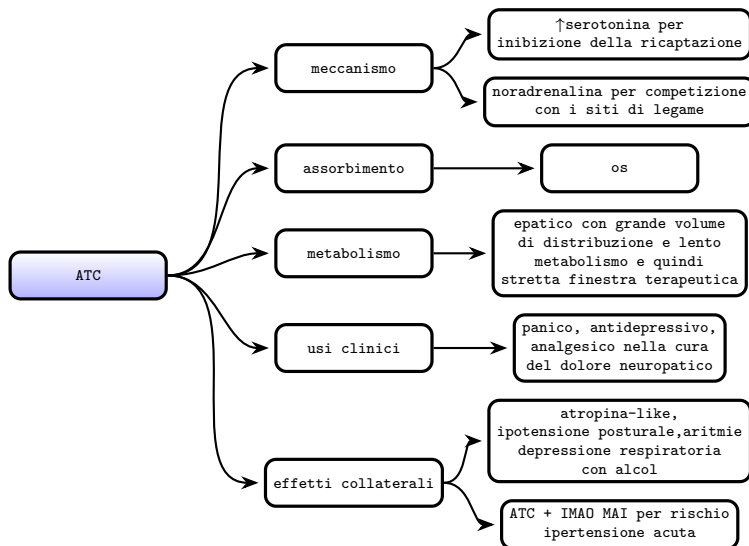 ATC
meccanismo
↑serotonina per
inibizione della ricaptazione
noradrenalina per competizione
con i siti di legame
assorbimento
os
metabolismo
epatico con grande volume
di distribuzione e lento
metabolismo e quindi
stretta finestra terapeutica
usi clinici
panico, antidepressivo,
analgesico nella cura
del dolore neuropatico
effetti collaterali
atropina-like,
ipotensione posturale,aritmie
depressione respiratoria
con alcol
ATC + IMAO MAI per rischio
ipertensione acuta